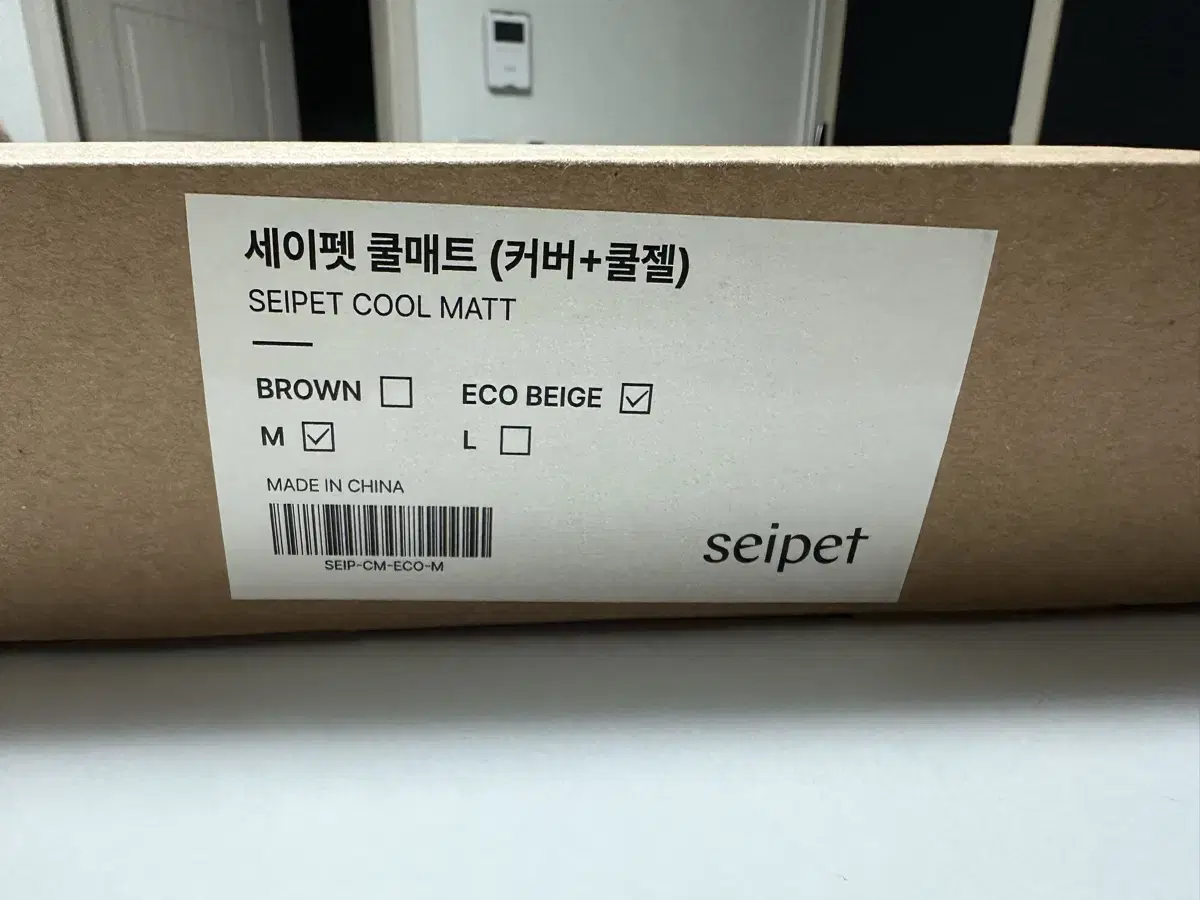 세이펫 쿨매트 (커버+쿨젤)
SEIPET COOL MATT
BROWN ECO BEIGE
M L
MADE IN CHINA
SEIP-CM-ECO-M
seipet